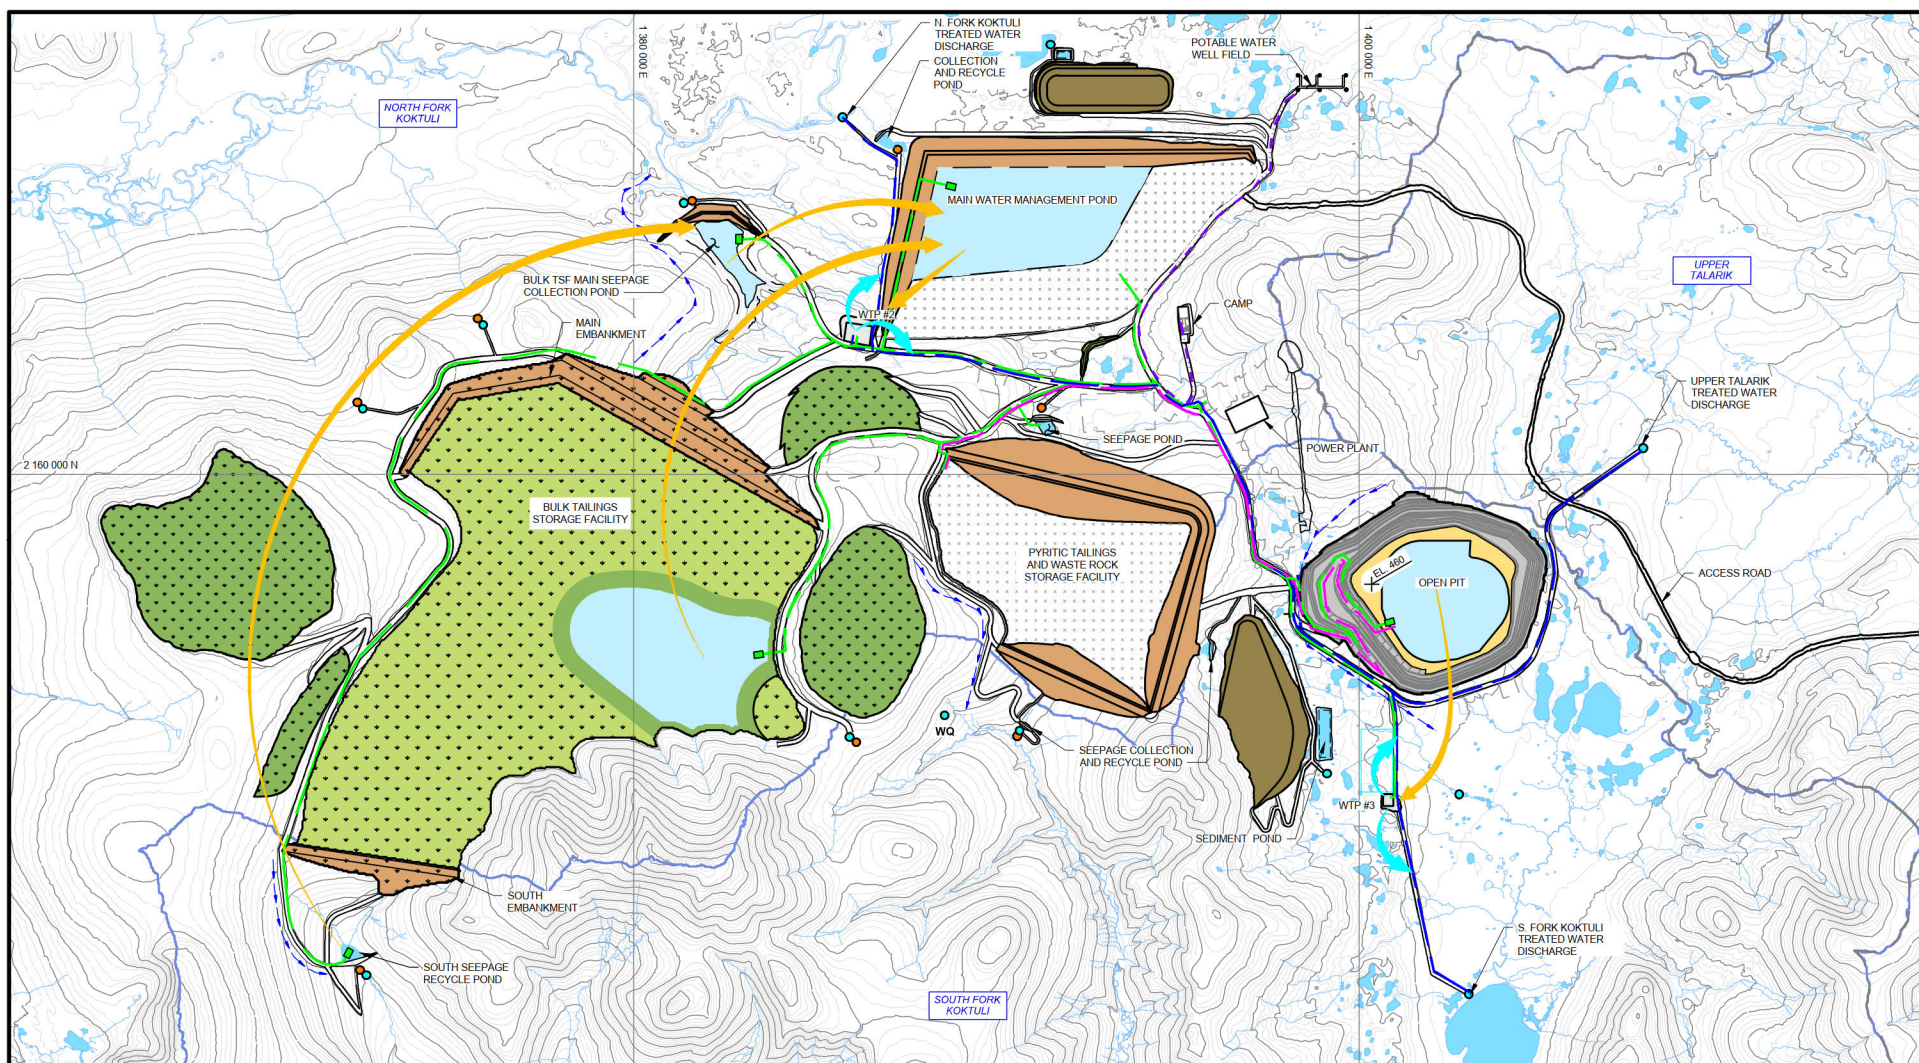 N. FORK KOKTULI
TREATED WATER
DISCHARGE
COLLECTION
AND RECYCLE
POND
POTABLE WATER
WELL FIELD
1 380 000 E
1 400 000 E
NORTH FORK
KOKTULI
MAIN WATER MANAGEMENT POND
UPPER
TALARIK
BULK TSF MAIN SEEPAGE
COLLECTION POND
CAMP
WTP #2
MAIN
EMBANKMENT
UPPER TALARIK
TREATED WATER
DISCHARGE
SEEPAGE POND
POWER PLANT
2 160 000 N
BULK TAILINGS
STORAGE FACILITY
PYRITIC TAILINGS
AND WASTE ROCK
STORAGE FACILITY
EL. 460
OPEN PIT
ACCESS ROAD
WQ
SEEPAGE COLLECTION
AND RECYCLE POND
WTP #3
SEDIMENT POND
SOUTH
EMBANKMENT
S. FORK KOKTULI
TREATED WATER
DISCHARGE
SOUTH SEEPAGE
RECYCLE POND
SOUTH FORK
KOKTULI